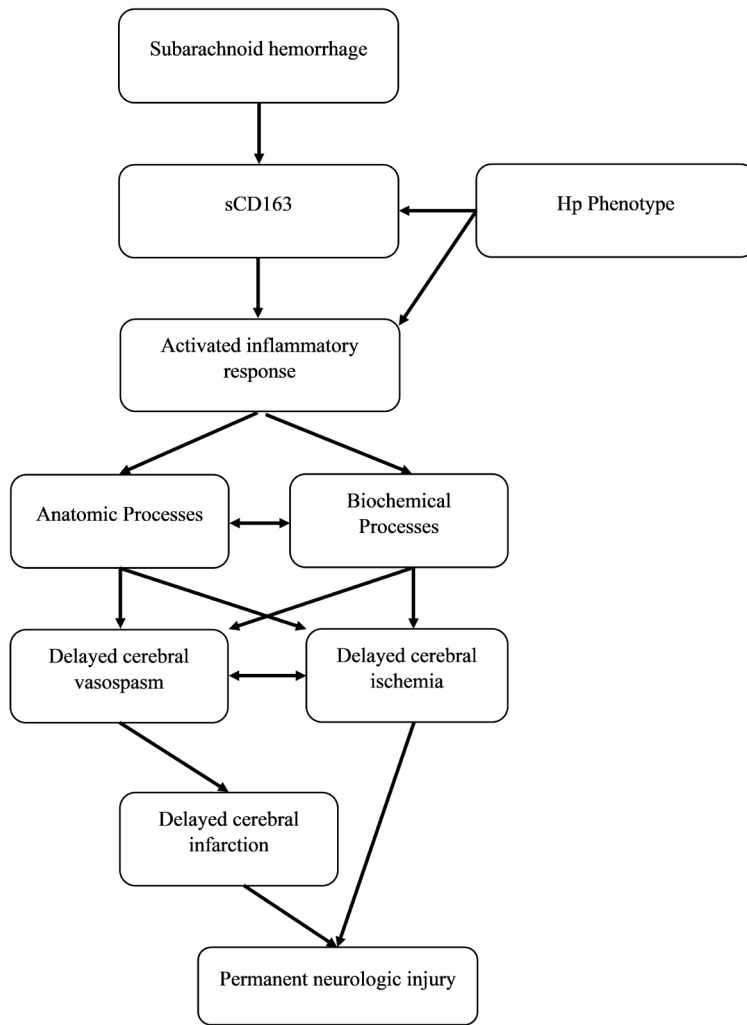 Subarachnoid hemorrhage
sCD163
Hp Phenotype
Activated inflammatory
response
Anatomic Processes
Biochemical
Processes
Delayed cerebral
vasospasm
Delayed cerebral
ischemia
Delayed cerebral
infarction
Permanent neurologic injury